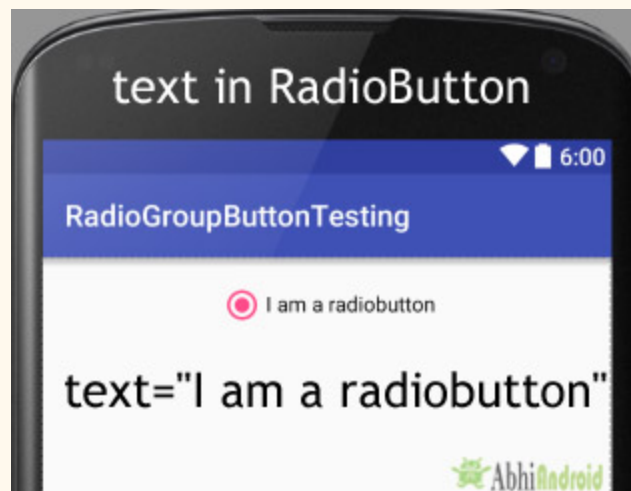 text in RadioButton
6:00
RadioGroupButtonTesting
I am a radiobutton
text="I am a radiobutton"
AbhiAndroid